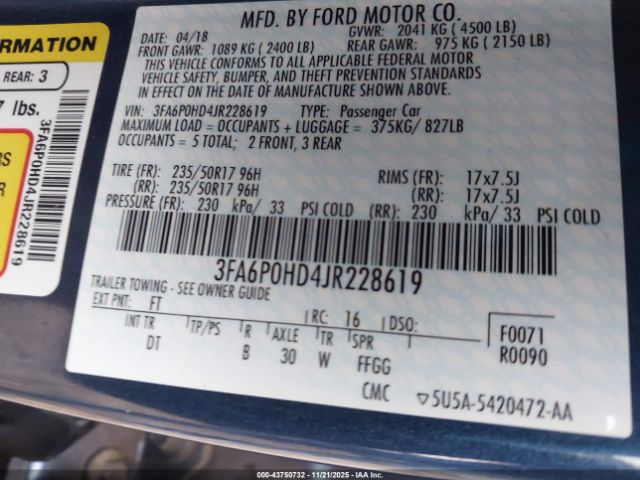 MFD. BY FORD MOTOR CO.
DATE: 04/18 GVWR: 2041 KG ( 4500 LB)
FRONT GAWR: 1089 KG ( 2400 LB) REAR GAWR: 975 KG ( 2150 LB)
THIS VEHICLE CONFORMS TO ALL APPLICABLE FEDERAL MOTOR
VEHICLE SAFETY, BUMPER, AND THEFT PREVENTION STANDARDS
IN EFFECT ON THE DATE OF MANUFACTURE SHOWN ABOVE.
VIN: 3FA6P0HD4JR228619 TYPE: Passenger Car
MAXIMUM LOAD = OCCUPANTS + LUGGAGE = 375KG/ 827LB
OCCUPANTS = 5 TOTAL; 2 FRONT, 3 REAR
TIRE (FR): 235/50R17 96H RIMS (FR): 17x7.5J
(RR): 235/50R17 96H (RR): 17x7.5J
PRESSURE (FR): 230 kPa/ 33 PSI COLD (RR): 230 kPa/ 33 PSI COLD
3FA6P0HD4JR228619
TRAILER TOWING - SEE OWNER GUIDE
EXT PNT: FT RC: 16 DSO:
INT TR TP/PS R AXLE TR SPR
DT B 30 W FFGG
F0071
R0090
CMC 5U5A-5420472-AA
ORMATION
REAR: 3
7 lbs.
3FA6P0HD4JR228619
RS
R
© IN# 000-43750732 - 11/21/2025 - IAAI, INC.